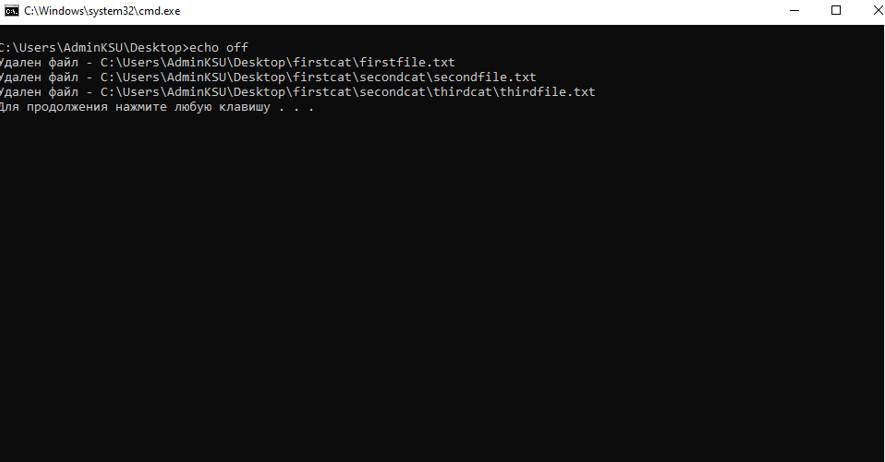 C:\Windows\system32\cmd.exe
C:\Users\AdminKSU\Desktop>echo off
Удален файл - C:\Users\AdminKSU\Desktop\firstcat\firstfile.txt
Удален файл - C:\Users\AdminKSU\Desktop\firstcat\secondcat\secondfile.txt
Удален файл - C:\Users\AdminKSU\Desktop\firstcat\secondcat\thirdcat\thirdfile.txt
Для продолжения нажмите любую клавишу . . .